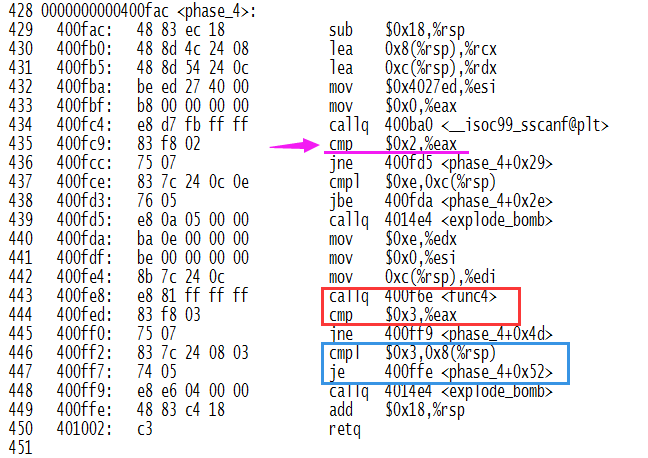 428 0000000000400fac <phase_4>:
429 400fac: 48 83 ec 18 sub $0x18,%rsp
430 400fb0: 48 8d 4c 24 08 lea 0x8(%rsp),%rcx
431 400fb5: 48 8d 54 24 0c lea 0xc(%rsp),%rdx
432 400fba: be ed 27 40 00 mov $0x4027ed,%esi
433 400fbf: b8 00 00 00 00 mov $0x0,%eax
434 400fc4: e8 d7 fb ff ff callq 400ba0 <__isoc99_sscanf@plt>
435 400fc9: 83 f8 02 cmp $0x2,%eax
436 400fcc: 75 07 jne 400fd5 <phase_4+0x29>
437 400fce: 83 7c 24 0c 0e cmpl $0xe,0xc(%rsp)
438 400fd3: 76 05 jbe 400fda <phase_4+0x2e>
439 400fd5: e8 0a 05 00 00 callq 4014e4 <explode_bomb>
440 400fda: ba 0e 00 00 00 mov $0xe,%edx
441 400fdf: be 00 00 00 00 mov $0x0,%esi
442 400fe4: 8b 7c 24 0c mov 0xc(%rsp),%edi
443 400fe8: e8 81 ff ff ff callq 400f6e <func4>
444 400fed: 83 f8 03 cmp $0x3,%eax
445 400ff0: 75 07 jne 400ff9 <phase_4+0x4d>
446 400ff2: 83 7c 24 08 03 cmpl $0x3,0x8(%rsp)
447 400ff7: 74 05 je 400ffe <phase_4+0x52>
448 400ff9: e8 e6 04 00 00 callq 4014e4 <explode_bomb>
449 400ffe: 48 83 c4 18 add $0x18,%rsp
450 401002: c3 retq
451